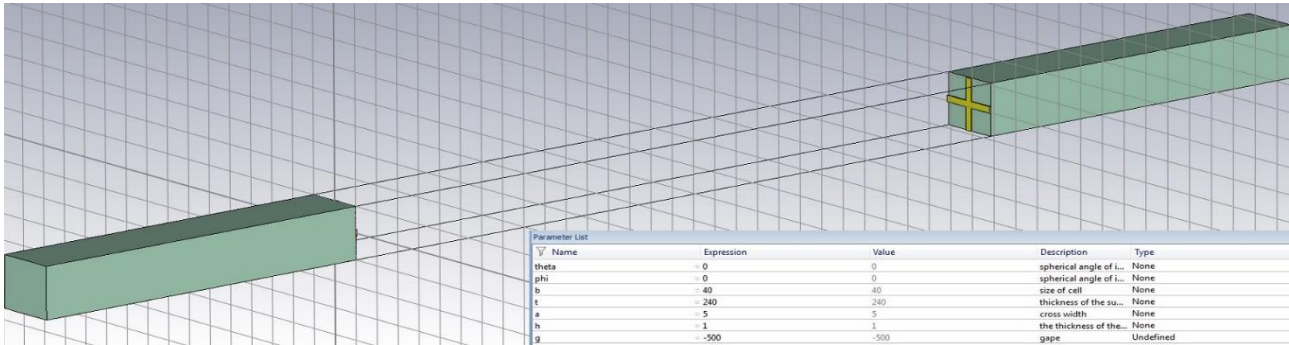 Parameter List
Name Expression Value Description Type
theta = 0 0 spherical angle of i... None
phi = 0 0 spherical angle of i... None
b = 40 40 size of cell None
t = 240 240 thickness of the su... None
a = 5 5 cross width None
h = 1 1 the thickness of the... None
g = -500 -500 gape Undefined